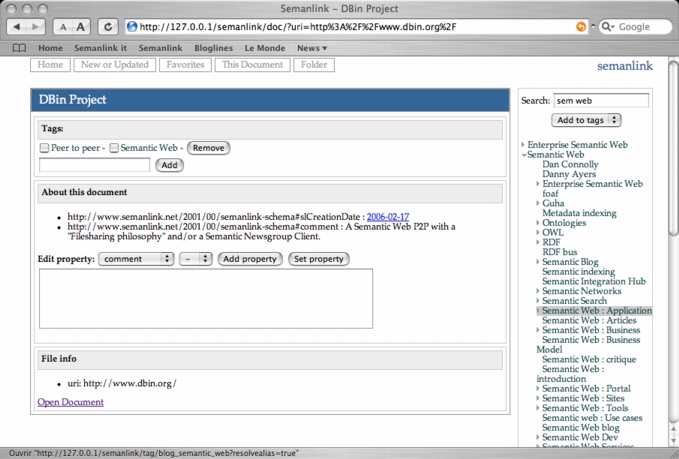 Semanlink – DBin Project
A A http://127.0.0.1/semanlink/doc/?uri=http%3A%2F%2Fwww.dbin.org%2F Google
Home Semanlink it Semanlink Bloglines Le Monde News
Home New or Updated Favorites This Document Folder semanlink
DBin Project
Tags:
Peer to peer - Semantic Web - Remove
Add
About this document
http://www.semanlink.net/2001/00/semanlink-schema#slCreationDate : 2006-02-17
http://www.semanlink.net/2001/00/semanlink-schema#comment : A Semantic Web P2P with a
"Filesharing philosophy" and/or a Semantic Newsgroup Client.
Edit property: comment - Add property Set property
File info
uri: http://www.dbin.org/
Open Document
Search: sem web
Add to tags
Enterprise Semantic Web
Semantic Web
Dan Connolly
Danny Ayers
Enterprise Semantic Web
foaf
Guha
Metadata indexing
Ontologies
OWL
RDF
RDF bus
Semantic Blog
Semantic indexing
Semantic Integration Hub
Semantic Networks
Semantic Search
Semantic Web : Application
Semantic Web : Articles
Semantic Web : Business
Semantic Web : Business
Model
Semantic Web : critique
Semantic Web :
introduction
Semantic Web : Portal
Semantic Web : Sites
Semantic Web : Tools
Semantic web : Use cases
Semantic Web blog
Semantic Web Dev
Semantic Web Services
Ouvrir "http://127.0.0.1/semanlink/tag/blog_semantic_web?resolvealias=true"